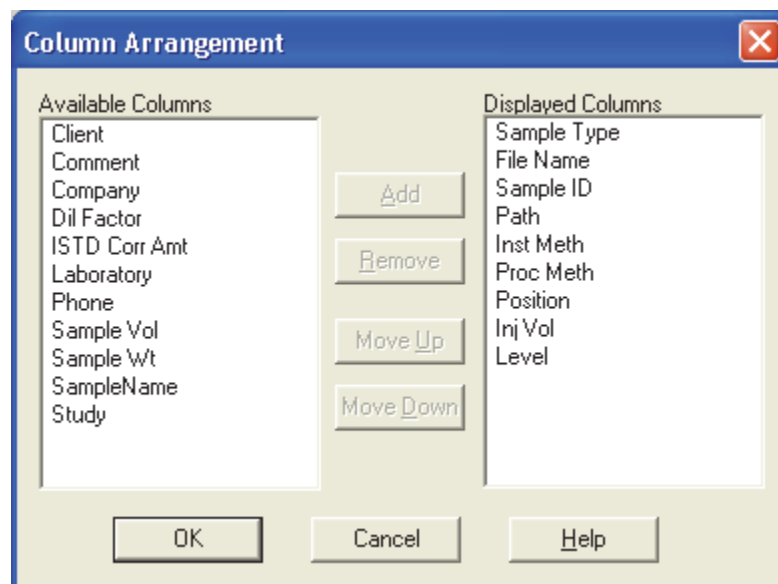 Column Arrangement
Available Columns
Client
Comment
Company
Dil Factor
ISTD Corr Amt
Laboratory
Phone
Sample Vol
Sample Wt
SampleName
Study
Add
Remove
Move Up
Move Down
Displayed Columns
Sample Type
File Name
Sample ID
Path
Inst Meth
Proc Meth
Position
Inj Vol
Level
OK
Cancel
Help